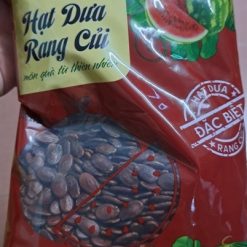 Hạt Dưa
Rang Củi
món quà từ thiên nhiên
HẠT DƯA
ĐẶC BIỆT
RANG